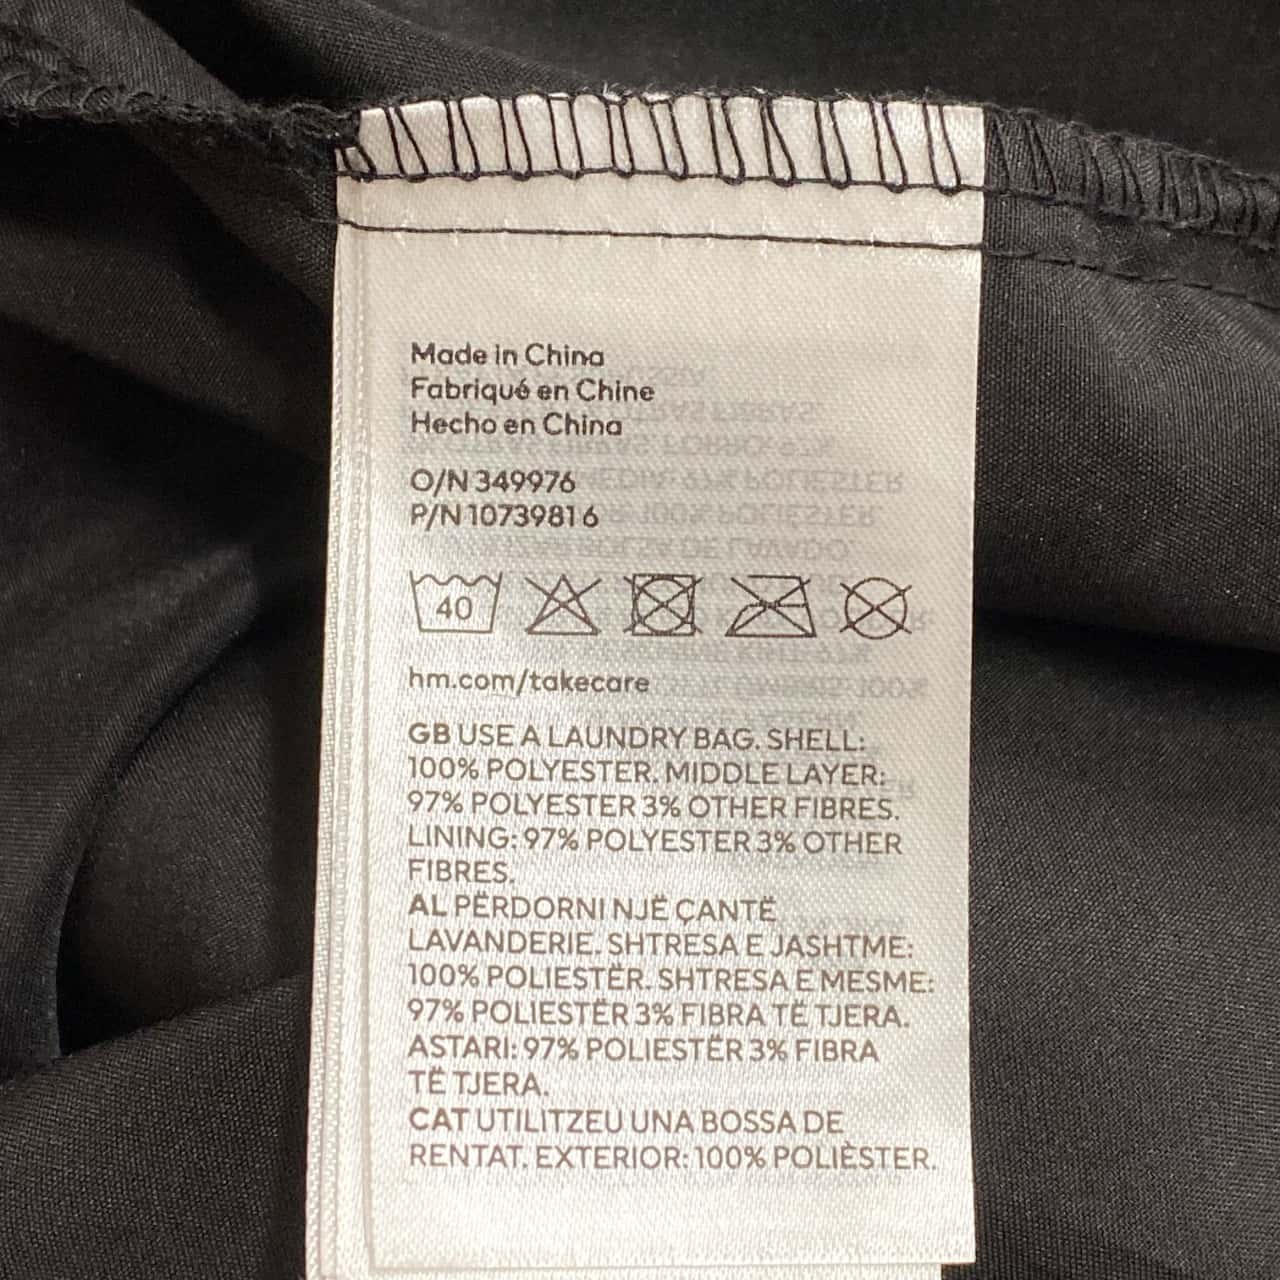 Made in China
Fabriqué en Chine
Hecho en China
O/N 349976
P/N 10739816
40
hm.com/takecare
GB USE A LAUNDRY BAG. SHELL:
100% POLYESTER. MIDDLE LAYER:
97% POLYESTER 3% OTHER FIBRES.
LINING: 97% POLYESTER 3% OTHER
FIBRES.
AL PËRDORNI NJË ÇANTË
LAVANDERIE. SHTRESA E JASHTME:
100% POLIESTËR. SHTRESA E MESME:
97% POLIESTËR 3% FIBRA TË TJERA.
ASTARI: 97% POLIESTËR 3% FIBRA
TË TJERA.
CAT UTILITZEU UNA BOSSA DE
RENTAT. EXTERIOR: 100% POLIÈSTER.